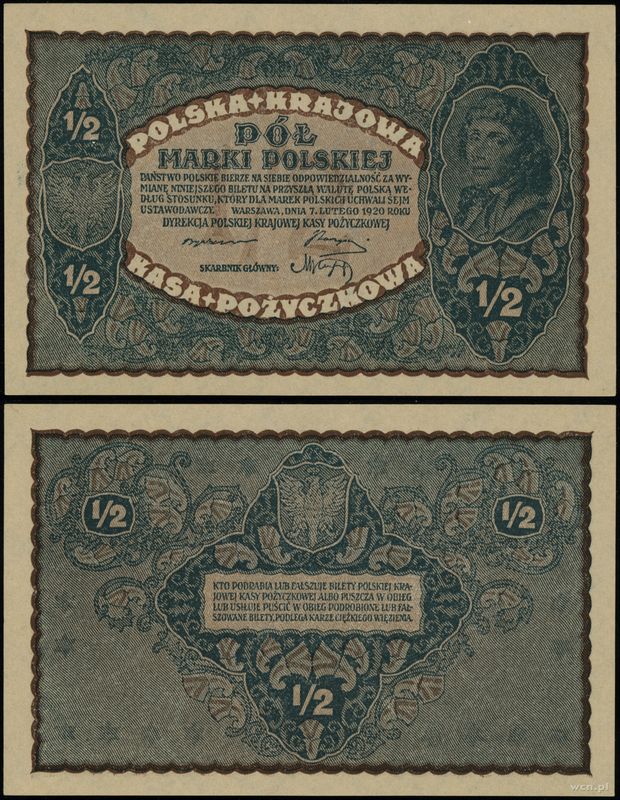 POLSKA+KRAJOWA
1/2
PÓŁ
MARKI POLSKIEJ
PAŃSTWO POLSKIE BIERZE NA SIEBIE ODPOWIEDZIALNOŚĆ ZA WY-
MIANĘ NINIEJSZEGO BILETU NA PRZYSZŁĄ WALUTĘ POLSKĄ WE-
DŁUG STOSUNKU, KTÓRY DLA MAREK POLSKICH UCHWALI SEJM
USTAWODAWCZY. WARSZAWA, DNIA 7. LUTEGO 1920 ROKU
DYREKCJA POLSKIEJ KRAJOWEJ KASY POŻYCZKOWEJ
SKARBNIK GŁÓWNY:
1/2
1/2
KASA+POŻYCZKOWA
1/2
1/2
KTO PODRABIA LUB FAŁSZUJE BILETY POLSKIEJ KRA-
JOWEJ KASY POŻYCZKOWEJ ALBO PUSZCZA W OBIEG
LUB USIŁUJE PUŚCIĆ W OBIEG PODROBIONE LUB FAŁ-
SZOWANE BILETY, PODLEGA KARZE CIĘŻKIEGO WIĘZIENIA.
1/2
wcn.pl